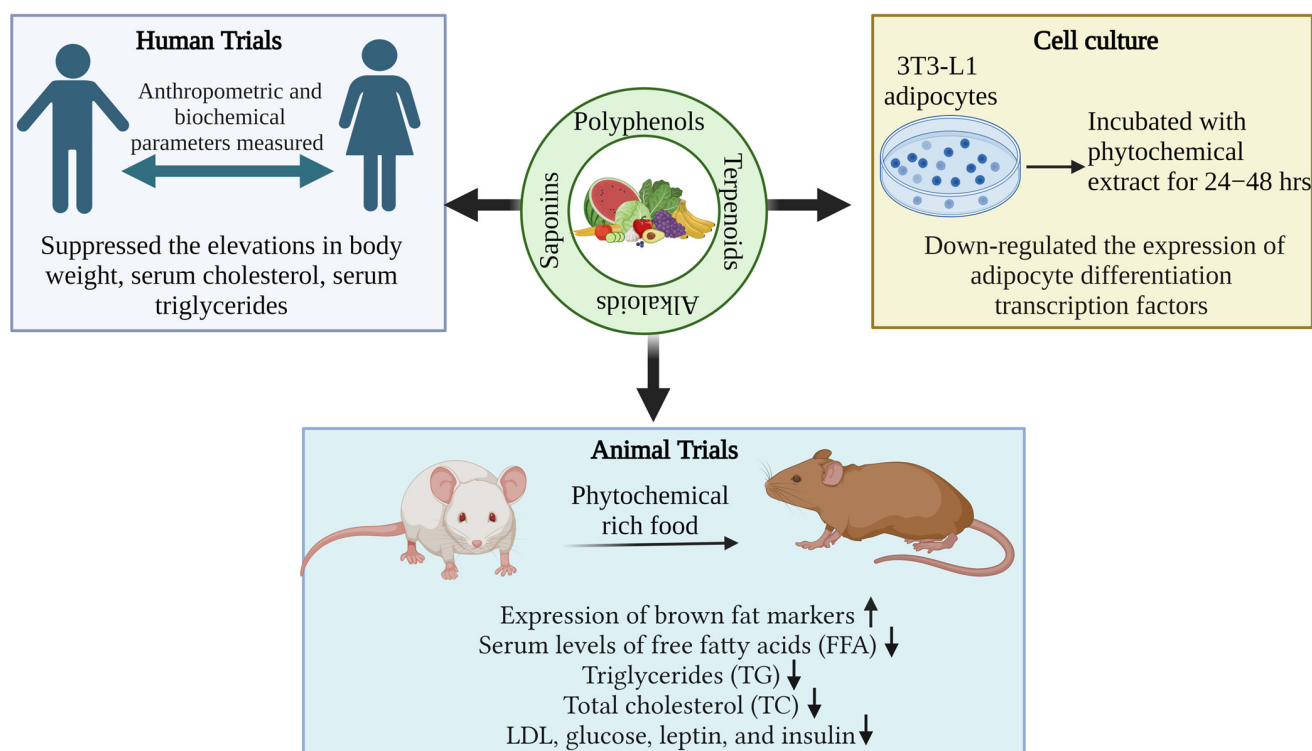 Human Trials
Anthropometric and
biochemical
parameters measured
Suppressed the elevations in body
weight, serum cholesterol, serum
triglycerides
Polyphenols
Terpenoids
Alkaloids
Saponins
Cell culture
3T3-L1
adipocytes
Incubated with
phytochemical
extract for 24−48 hrs
Down-regulated the expression of
adipocyte differentiation
transcription factors
Animal Trials
Phytochemical
rich food
Expression of brown fat markers ↑
Serum levels of free fatty acids (FFA) ↓
Triglycerides (TG) ↓
Total cholesterol (TC) ↓
LDL, glucose, leptin, and insulin ↓